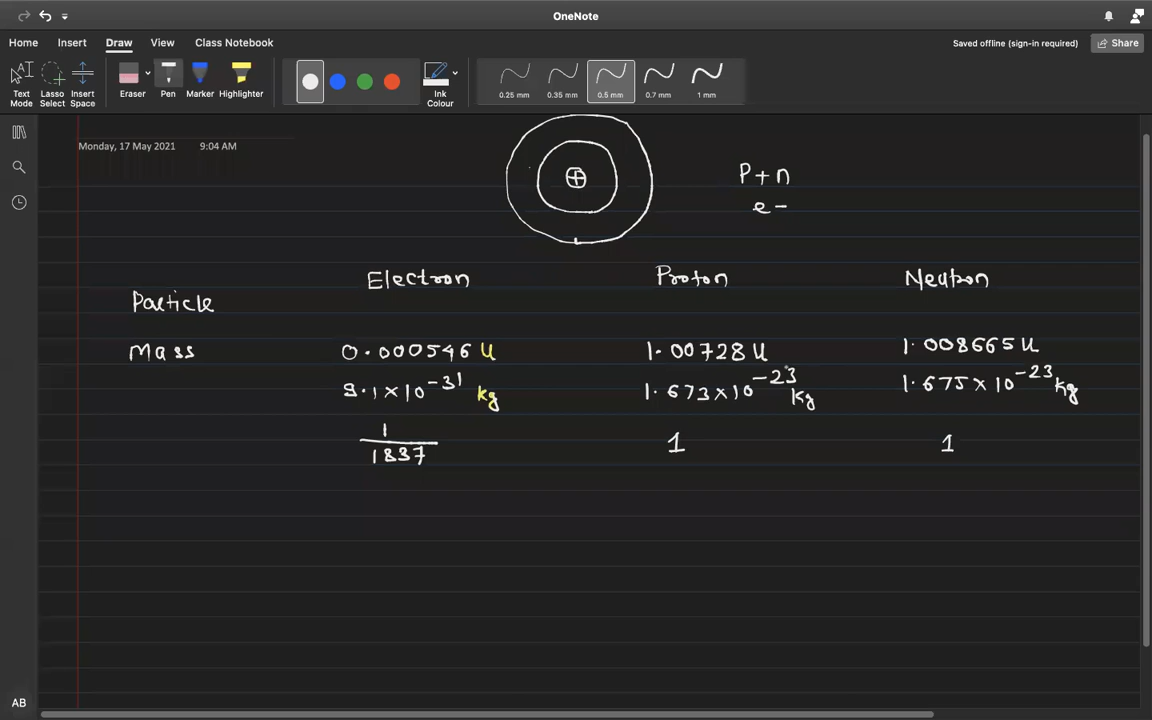 OneNote
Home Insert Draw View Class Notebook
Saved offline (sign-in required) Share
Text Mode Lasso Select Insert Space Eraser Pen Marker Highlighter Ink Colour 0.25 mm 0.35 mm 0.5 mm 0.7 mm 1 mm
Monday, 17 May 2021 9:04 AM
+
P + n
e -
Electron Proton Neutron
Particle
Mass 0.000546 u 1.00728 u 1.008665 u
9.1 × 10⁻³¹ kg 1.673 × 10⁻²³ kg 1.675 × 10⁻²³ kg
1/1837 1 1
AB